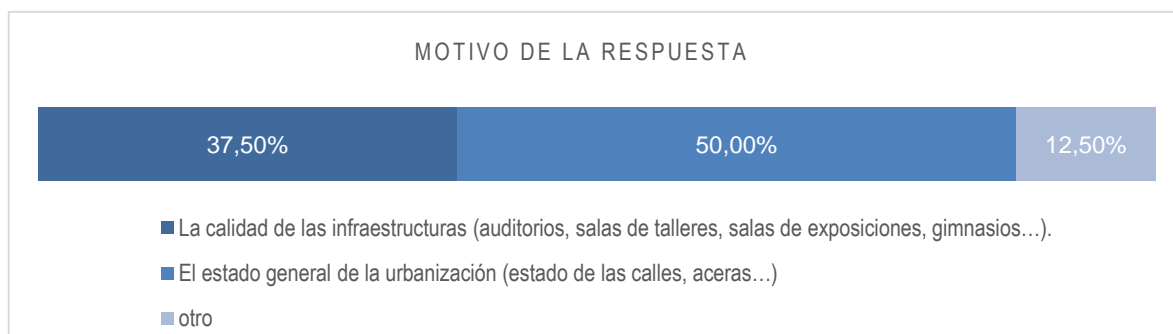 MOTIVO DE LA RESPUESTA
37,50% 50,00% 12,50%
La calidad de las infraestructuras (auditorios, salas de talleres, salas de exposiciones, gimnasios…).
El estado general de la urbanización (estado de las calles, aceras…)
otro